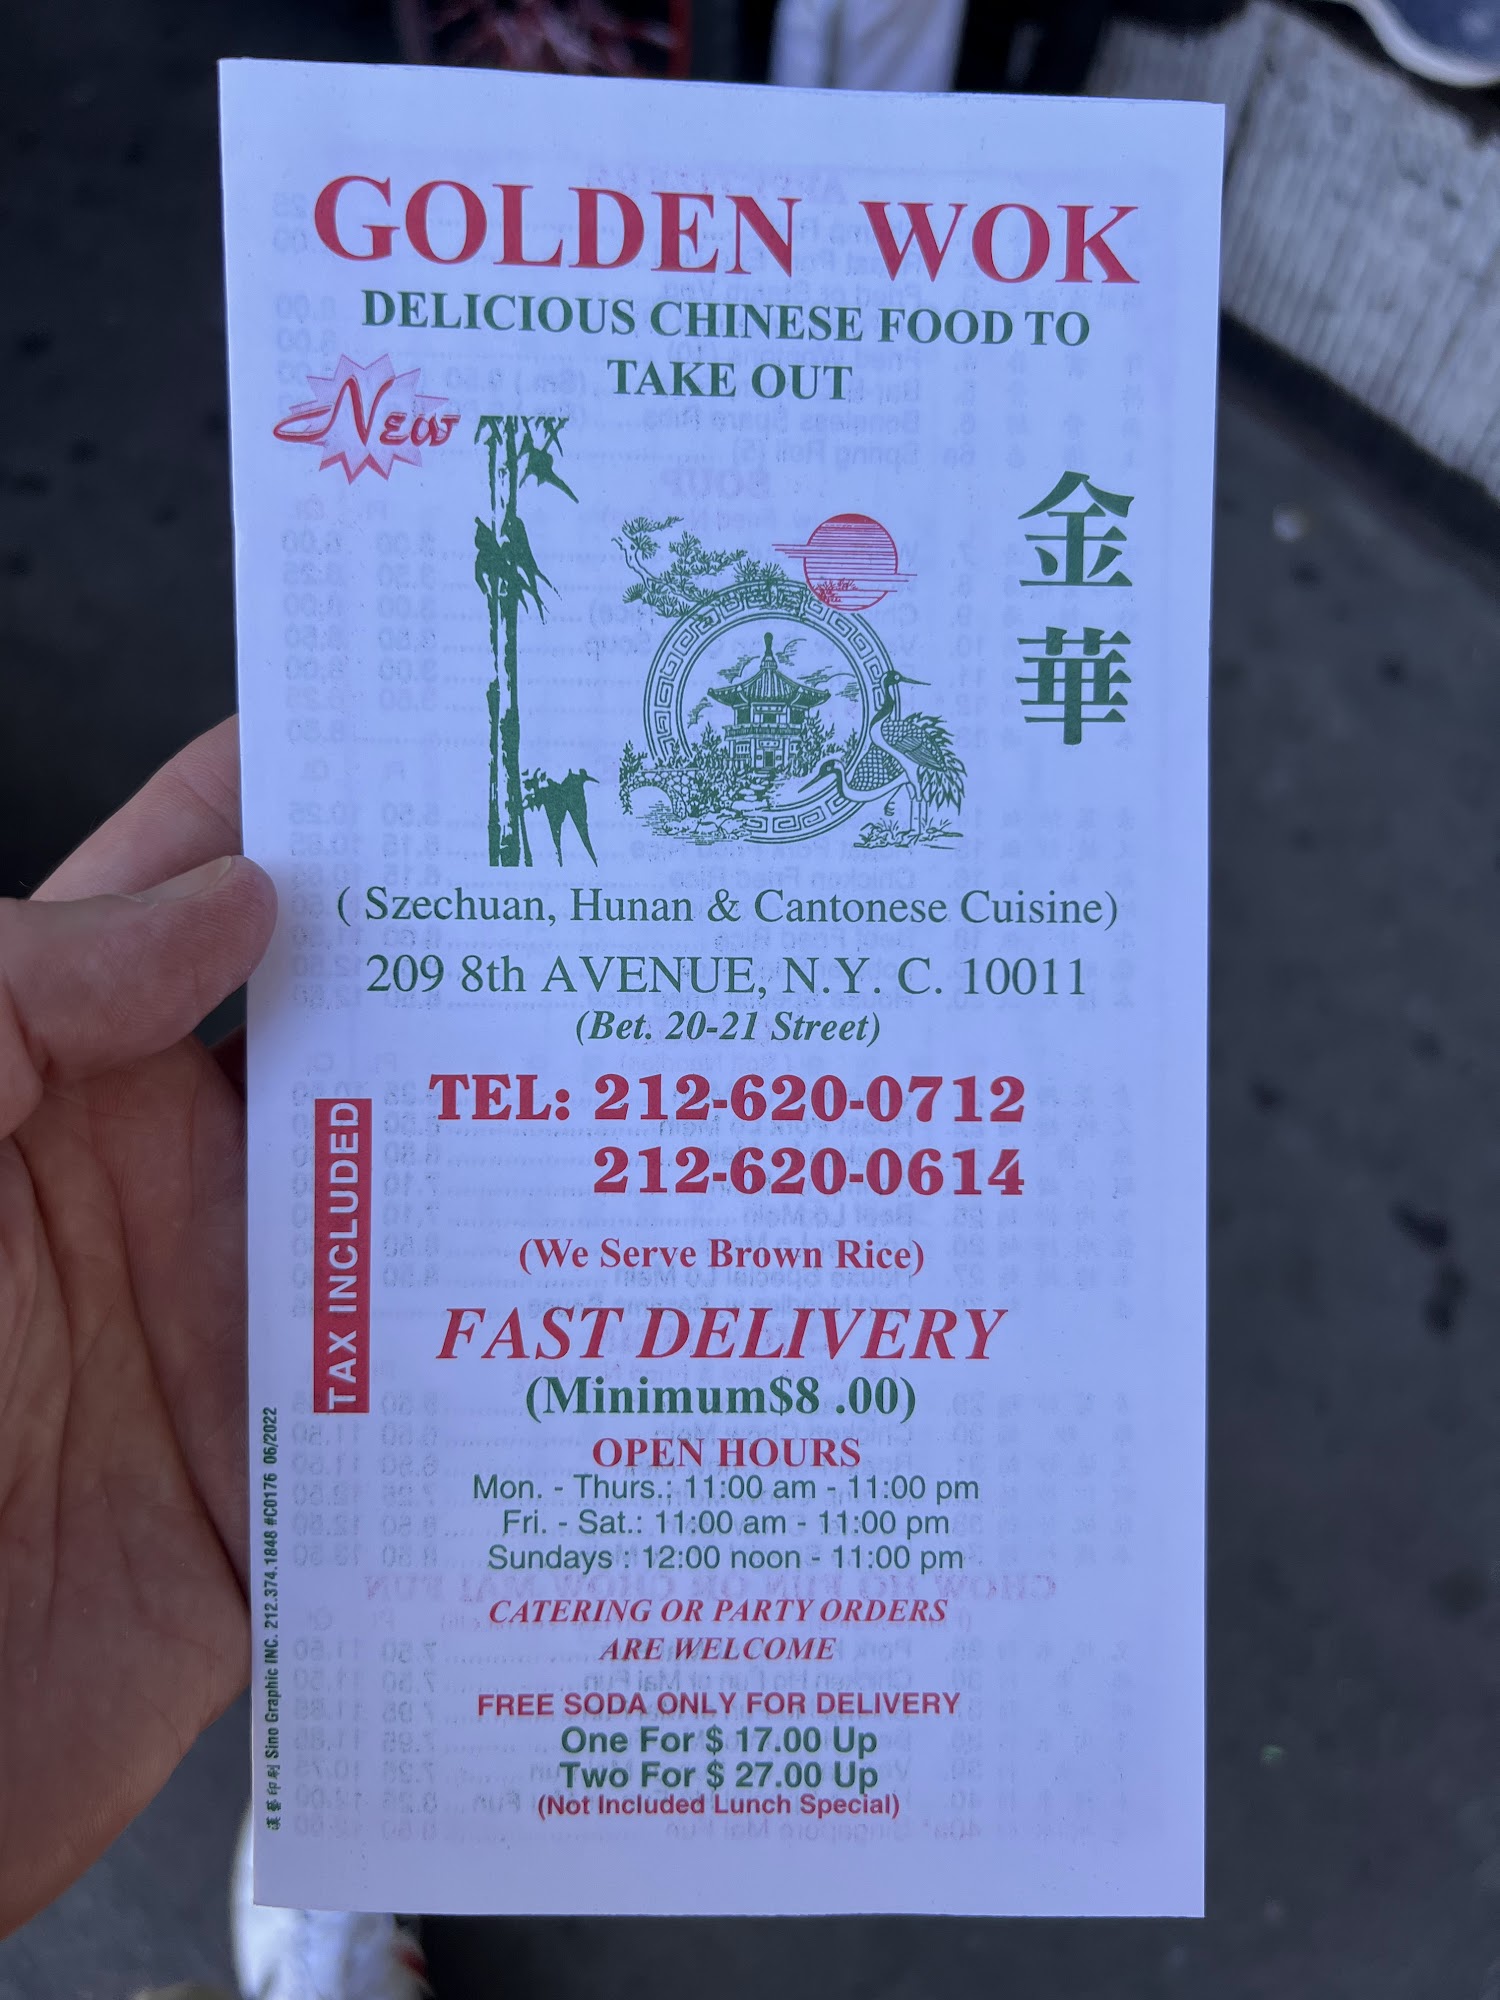 GOLDEN WOK
DELICIOUS CHINESE FOOD TO
TAKE OUT
New
金
華
( Szechuan, Hunan & Cantonese Cuisine)
209 8th AVENUE, N.Y. C. 10011
(Bet. 20-21 Street)
TEL: 212-620-0712
212-620-0614
TAX INCLUDED
(We Serve Brown Rice)
FAST DELIVERY
(Minimum$8 .00)
OPEN HOURS
Mon. - Thurs.: 11:00 am - 11:00 pm
Fri. - Sat.: 11:00 am - 11:00 pm
Sundays : 12:00 noon - 11:00 pm
CATERING OR PARTY ORDERS
ARE WELCOME
FREE SODA ONLY FOR DELIVERY
One For $ 17.00 Up
Two For $ 27.00 Up
(Not Included Lunch Special)
漢藝印刷 Sino Graphic INC. 212.374.1848 #C0176 06/2022